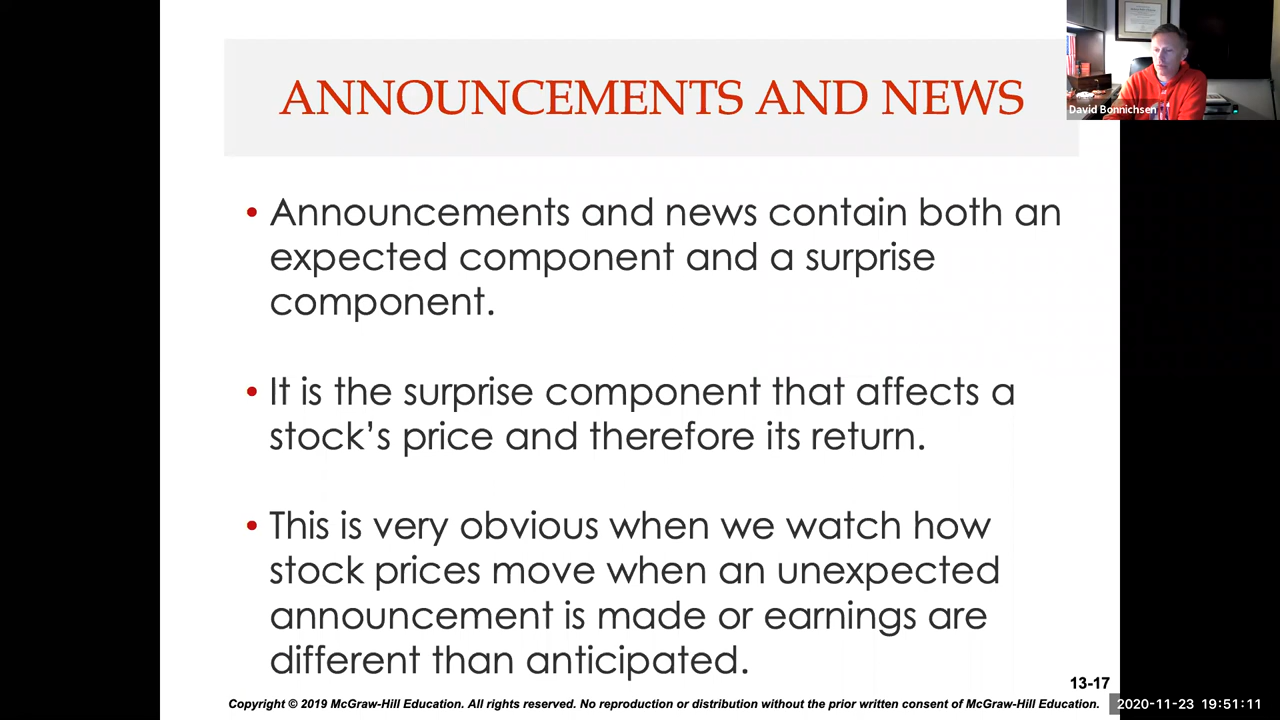 ANNOUNCEMENTS AND NEWS
David Bonnichsen
• Announcements and news contain both an
expected component and a surprise
component.
• It is the surprise component that affects a
stock’s price and therefore its return.
• This is very obvious when we watch how
stock prices move when an unexpected
announcement is made or earnings are
different than anticipated.
13-17
Copyright © 2019 McGraw-Hill Education. All rights reserved. No reproduction or distribution without the prior written consent of McGraw-Hill Education.
2020-11-23 19:51:11